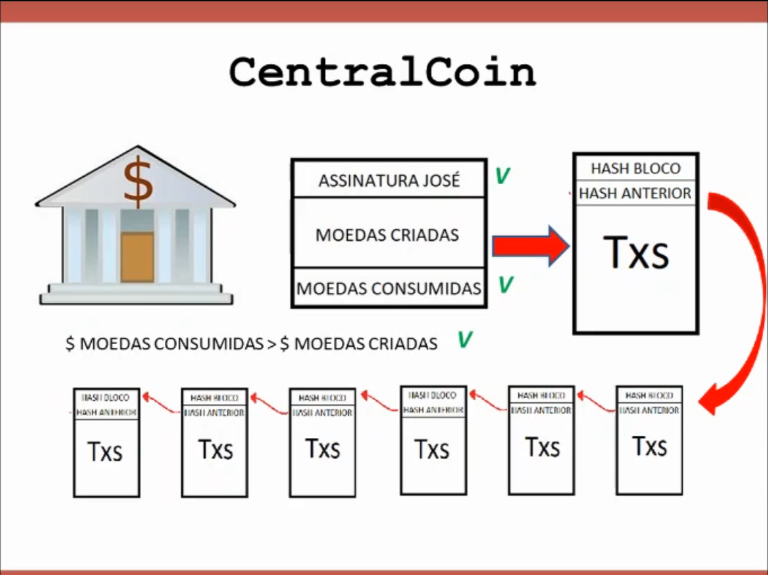 CentralCoin
$
ASSINATURA JOSÉ V
MOEDAS CRIADAS
MOEDAS CONSUMIDAS V
HASH BLOCO
HASH ANTERIOR
Txs
$ MOEDAS CONSUMIDAS > $ MOEDAS CRIADAS V
HASH BLOCO
HASH ANTERIOR
Txs
HASH BLOCO
HASH ANTERIOR
Txs
HASH BLOCO
HASH ANTERIOR
Txs
HASH BLOCO
HASH ANTERIOR
Txs
HASH BLOCO
HASH ANTERIOR
Txs
HASH BLOCO
HASH ANTERIOR
Txs